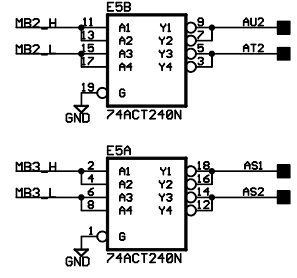 E5B
MB2_H 11 A1 Y1 9 AU2
13 A2 Y2 7
MB2_L 15 A3 Y3 5 AT2
17 A4 Y4 3
19 G
GND 74ACT240N
E5A
MB3_H 2 A1 Y1 18 AS1
4 A2 Y2 16
MB3_L 6 A3 Y3 14 AS2
8 A4 Y4 12
1 G
GND 74ACT240N